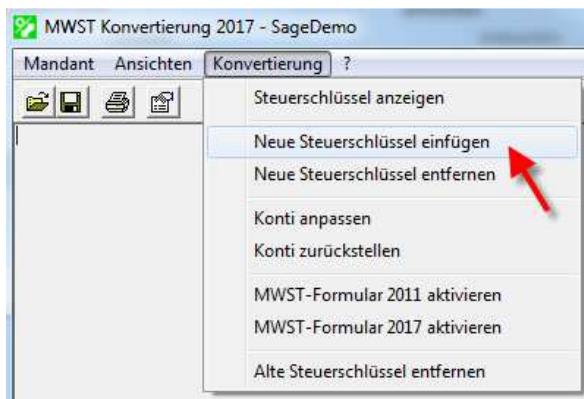 MWST Konvertierung 2017 - SageDemo
Mandant Ansichten Konvertierung ?
Steuerschlüssel anzeigen
Neue Steuerschlüssel einfügen
Neue Steuerschlüssel entfernen
Konti anpassen
Konti zurückstellen
MWST-Formular 2011 aktivieren
MWST-Formular 2017 aktivieren
Alte Steuerschlüssel entfernen